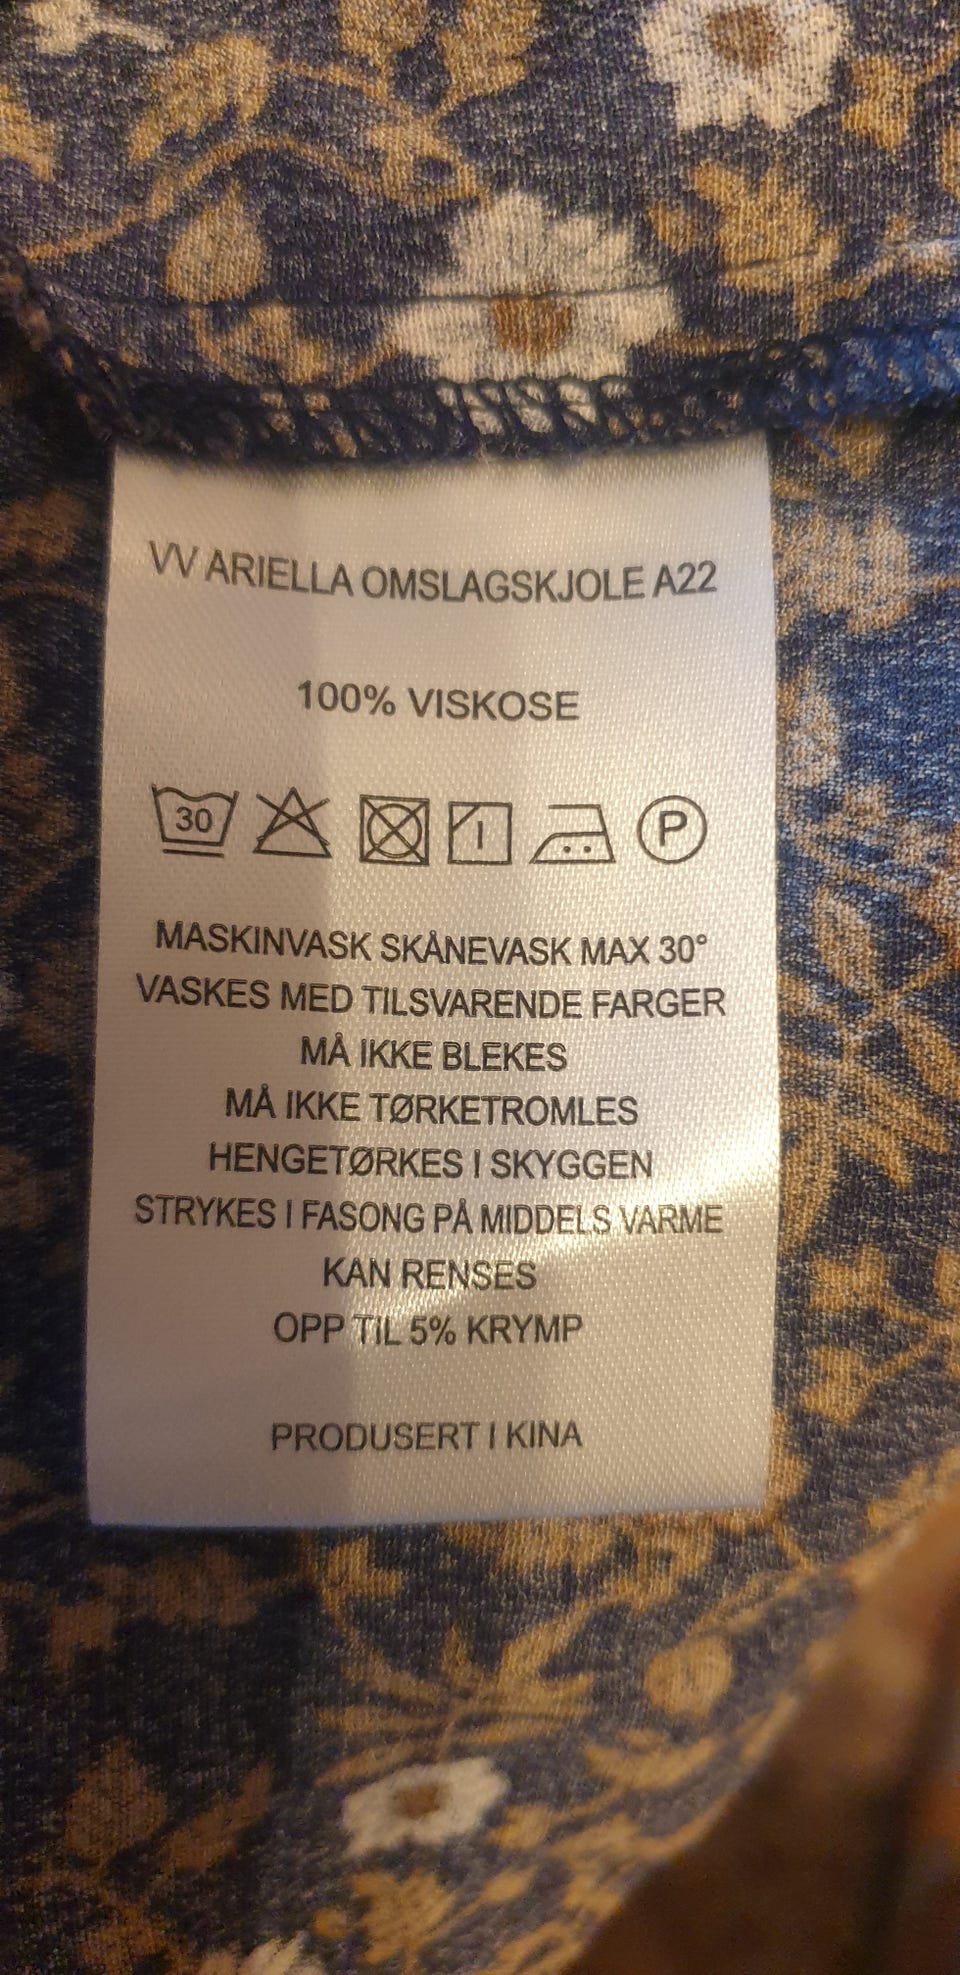 VV ARIELLA OMSLAGSKJOLE A22
100% VISKOSE
30 P
MASKINVASK SKÅNEVASK MAX 30°
VASKES MED TILSVARENDE FARGER
MÅ IKKE BLEKES
MÅ IKKE TØRKETROMLES
HENGETØRKES I SKYGGEN
STRYKES I FASONG PÅ MIDDELS VARME
KAN RENSES
OPP TIL 5% KRYMP
PRODUSERT I KINA